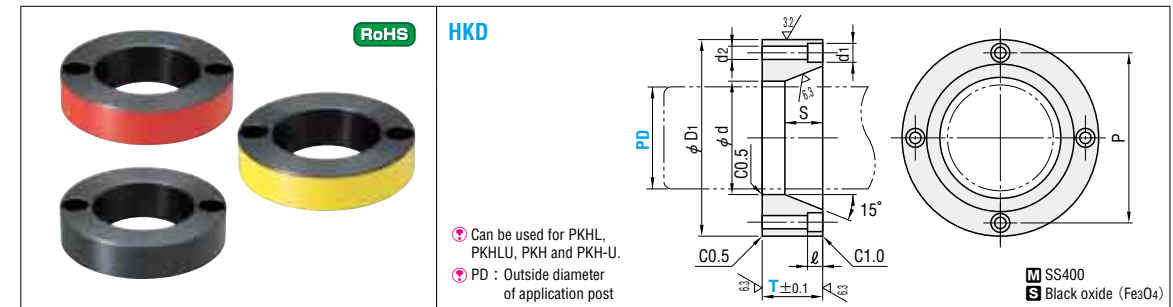 RoHS
HKD
3.2
d2
d1
6.3
S
PD
φD1
φd
C0.5
15°
P
C0.5
ℓ
C1.0
6.3
T±0.1
6.3
Can be used for PKHL,
PKHLU, PKH and PKH-U.
PD : Outside diameter
of application post
M SS400
S Black oxide (Fe3O4)